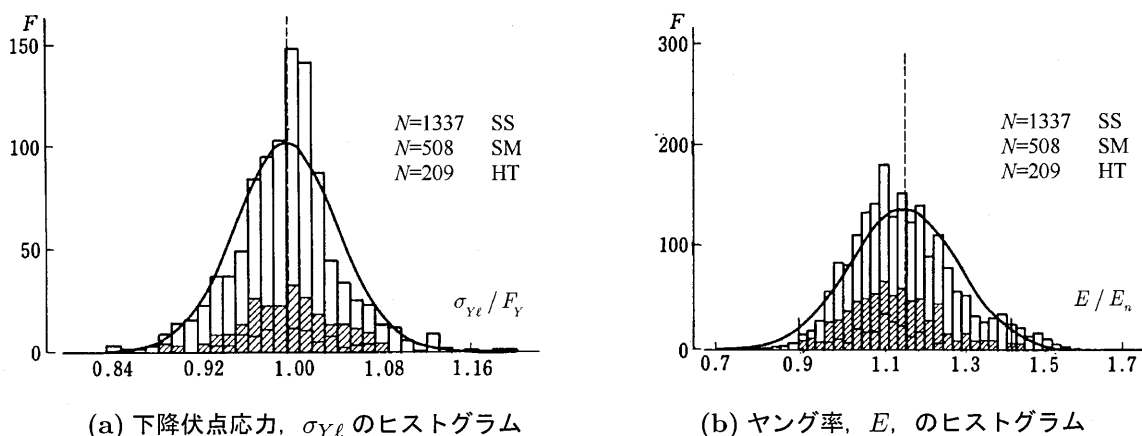 F
150
100
50
0
N=1337 SS
N=508 SM
N=209 HT
σYℓ / FY
0.84 0.92 1.00 1.08 1.16
(a) 下降伏点応力，σYℓ のヒストグラム
F
300
200
100
0
N=1337 SS
N=508 SM
N=209 HT
E / En
0.7 0.9 1.1 1.3 1.5 1.7
(b) ヤング率，E，のヒストグラム